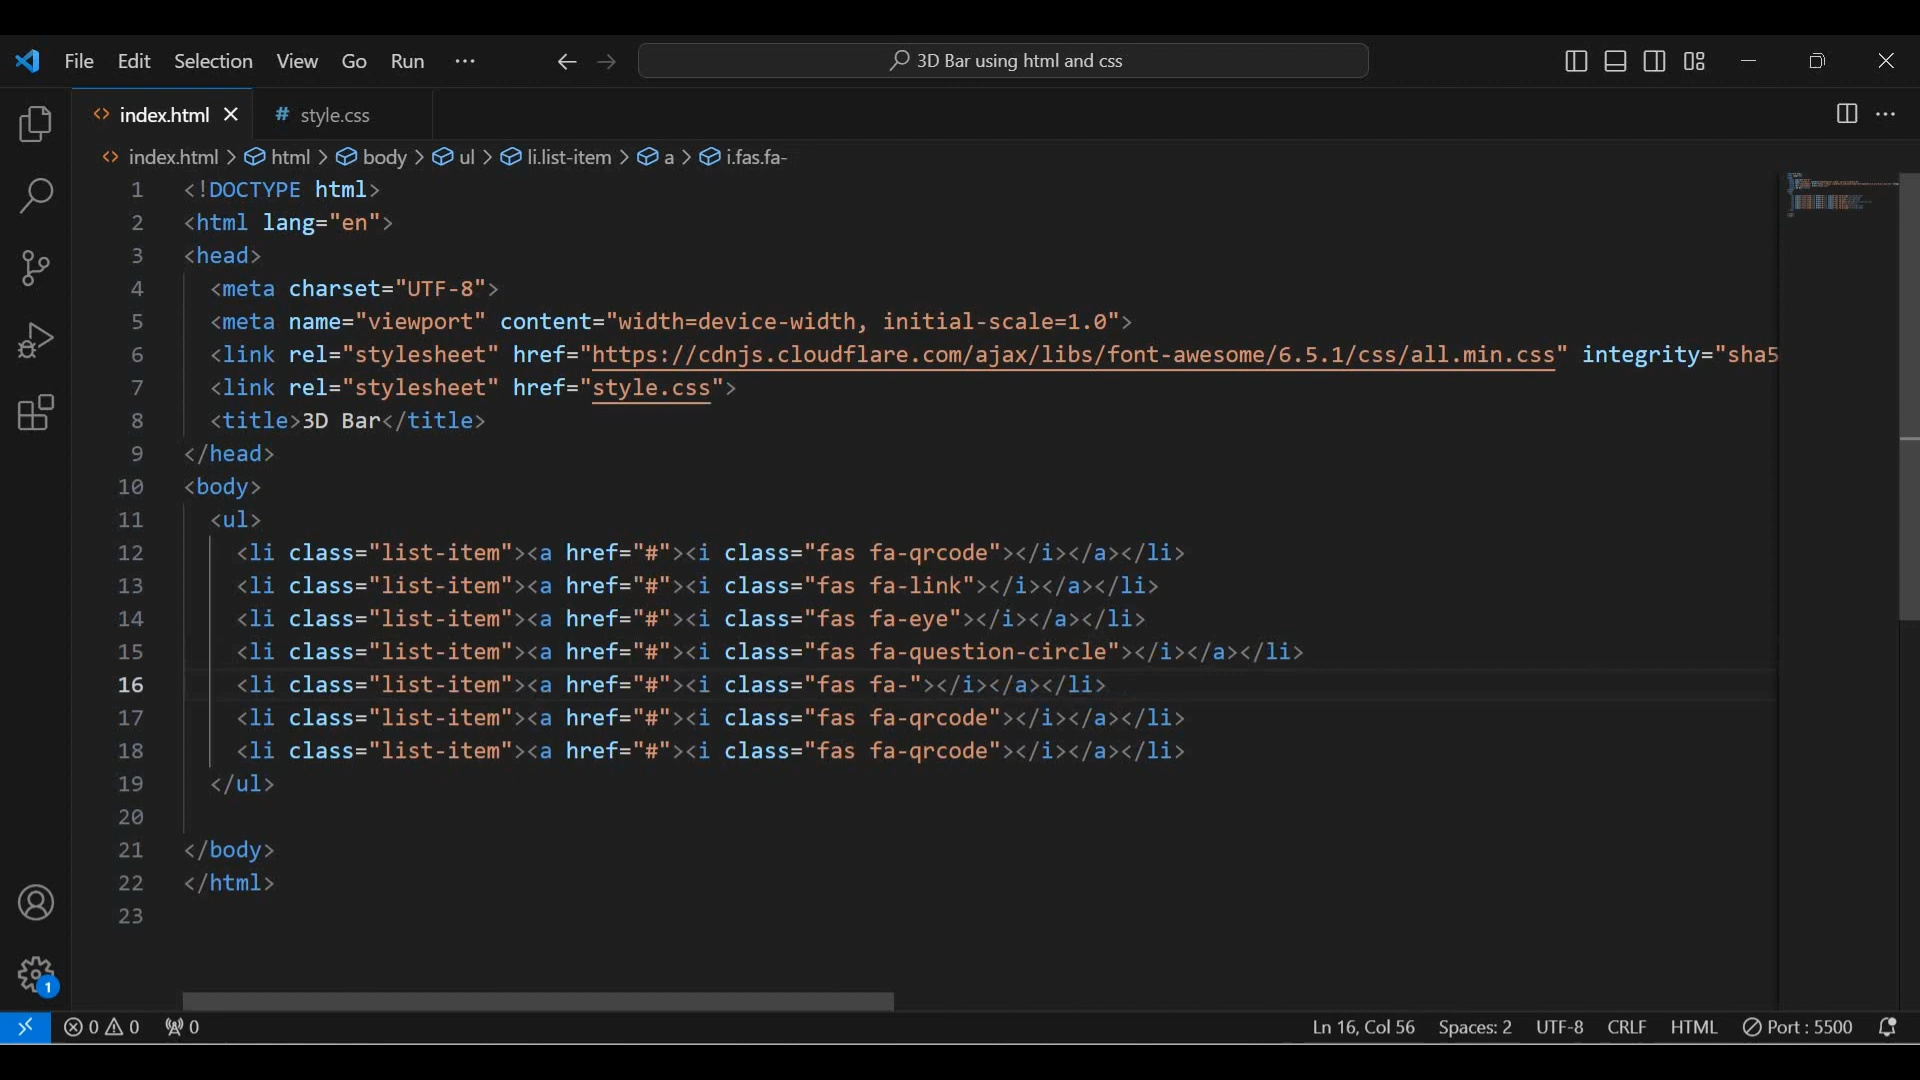 File Edit Selection View Go Run ··· 3D Bar using html and css
index.html # style.css
index.html > html > body > ul > li.list-item > a > i.fas.fa-
1 <!DOCTYPE html>
2 <html lang="en">
3 <head>
4 <meta charset="UTF-8">
5 <meta name="viewport" content="width=device-width, initial-scale=1.0">
6 <link rel="stylesheet" href="https://cdnjs.cloudflare.com/ajax/libs/font-awesome/6.5.1/css/all.min.css" integrity="sha5
7 <link rel="stylesheet" href="style.css">
8 <title>3D Bar</title>
9 </head>
10 <body>
11 <ul>
12 <li class="list-item"><a href="#"><i class="fas fa-qrcode"></i></a></li>
13 <li class="list-item"><a href="#"><i class="fas fa-link"></i></a></li>
14 <li class="list-item"><a href="#"><i class="fas fa-eye"></i></a></li>
15 <li class="list-item"><a href="#"><i class="fas fa-question-circle"></i></a></li>
16 <li class="list-item"><a href="#"><i class="fas fa-"></i></a></li>
17 <li class="list-item"><a href="#"><i class="fas fa-qrcode"></i></a></li>
18 <li class="list-item"><a href="#"><i class="fas fa-qrcode"></i></a></li>
19 </ul>
20
21 </body>
22 </html>
23
1
0 0 0 Ln 16, Col 56 Spaces: 2 UTF-8 CRLF HTML Port : 5500